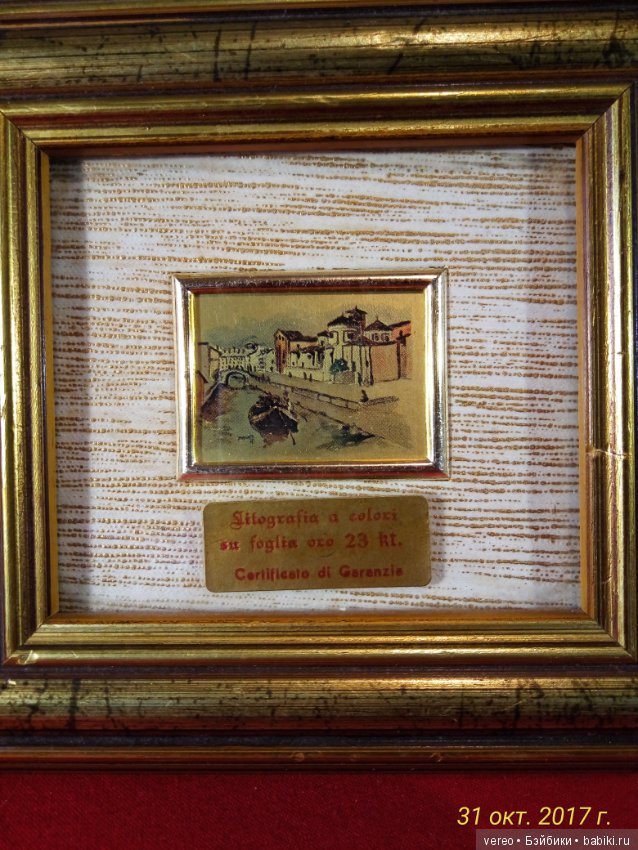 Litografia a colori
su foglia oro 23 kt.
Certificato di Garanzia
31 окт. 2017 г.
vereo • Бэйбики • babiki.ru